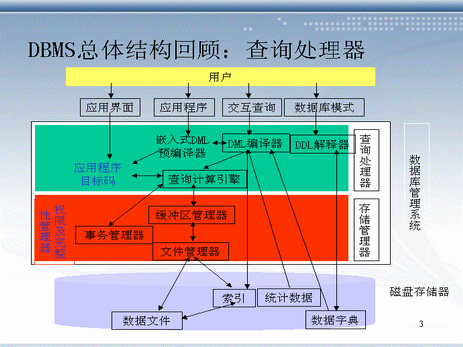 DBMS总体结构回顾：查询处理器
用户
应用界面
应用程序
交互查询
数据库模式
嵌入式DML
预编译器
DML编译器
DDL解释器
查询处理器
应用程序
目标码
查询计算引擎
数据库管理系统
权限及完整
性管理器
缓冲区管理器
事务管理器
文件管理器
存储管理器
磁盘存储器
索引
统计数据
数据文件
数据字典
3